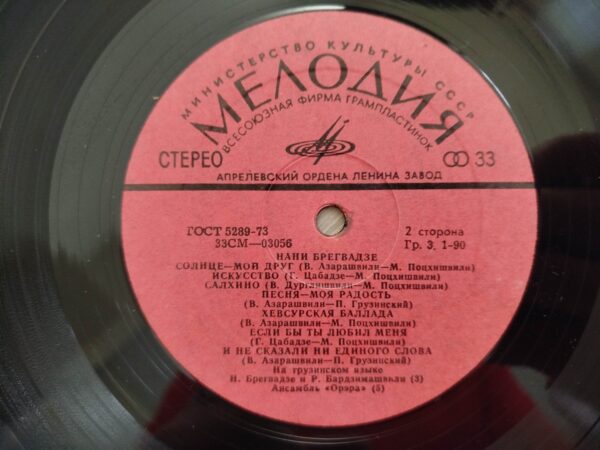 МИНИСТЕРСТВО КУЛЬТУРЫ СССР
МЕЛОДИЯ
ВСЕСОЮЗНАЯ ФИРМА ГРАМПЛАСТИНОК
СТЕРЕО
33
АПРЕЛЕВСКИЙ ОРДЕНА ЛЕНИНА ЗАВОД
ГОСТ 5289-73
2 сторона
33СМ—03056
Гр. 3. 1-90
НАНИ БРЕГВАДЗЕ
СОЛНЦЕ—МОЙ ДРУГ (В. Азарашвили—М. Поцхишвили)
ИСКУССТВО (Г. Цабадзе—М. Поцхишвили)
САЛХИНО (В. Дурглишвили—М. Поцхишвили)
ПЕСНЯ—МОЯ РАДОСТЬ
(В. Азарашвили—П. Грузинский)
ХЕВСУРСКАЯ БАЛЛАДА
(В. Азарашвили—М. Поцхишвили)
ЕСЛИ БЫ ТЫ ЛЮБИЛ МЕНЯ
(Г. Цабадзе—М. Поцхишвили)
И НЕ СКАЗАЛИ НИ ЕДИНОГО СЛОВА
(В. Азарашвили—П. Грузинский)
На грузинском языке
Н. Брегвадзе и Р. Бардзимашвили (3)
Ансамбль «Орэра» (5)